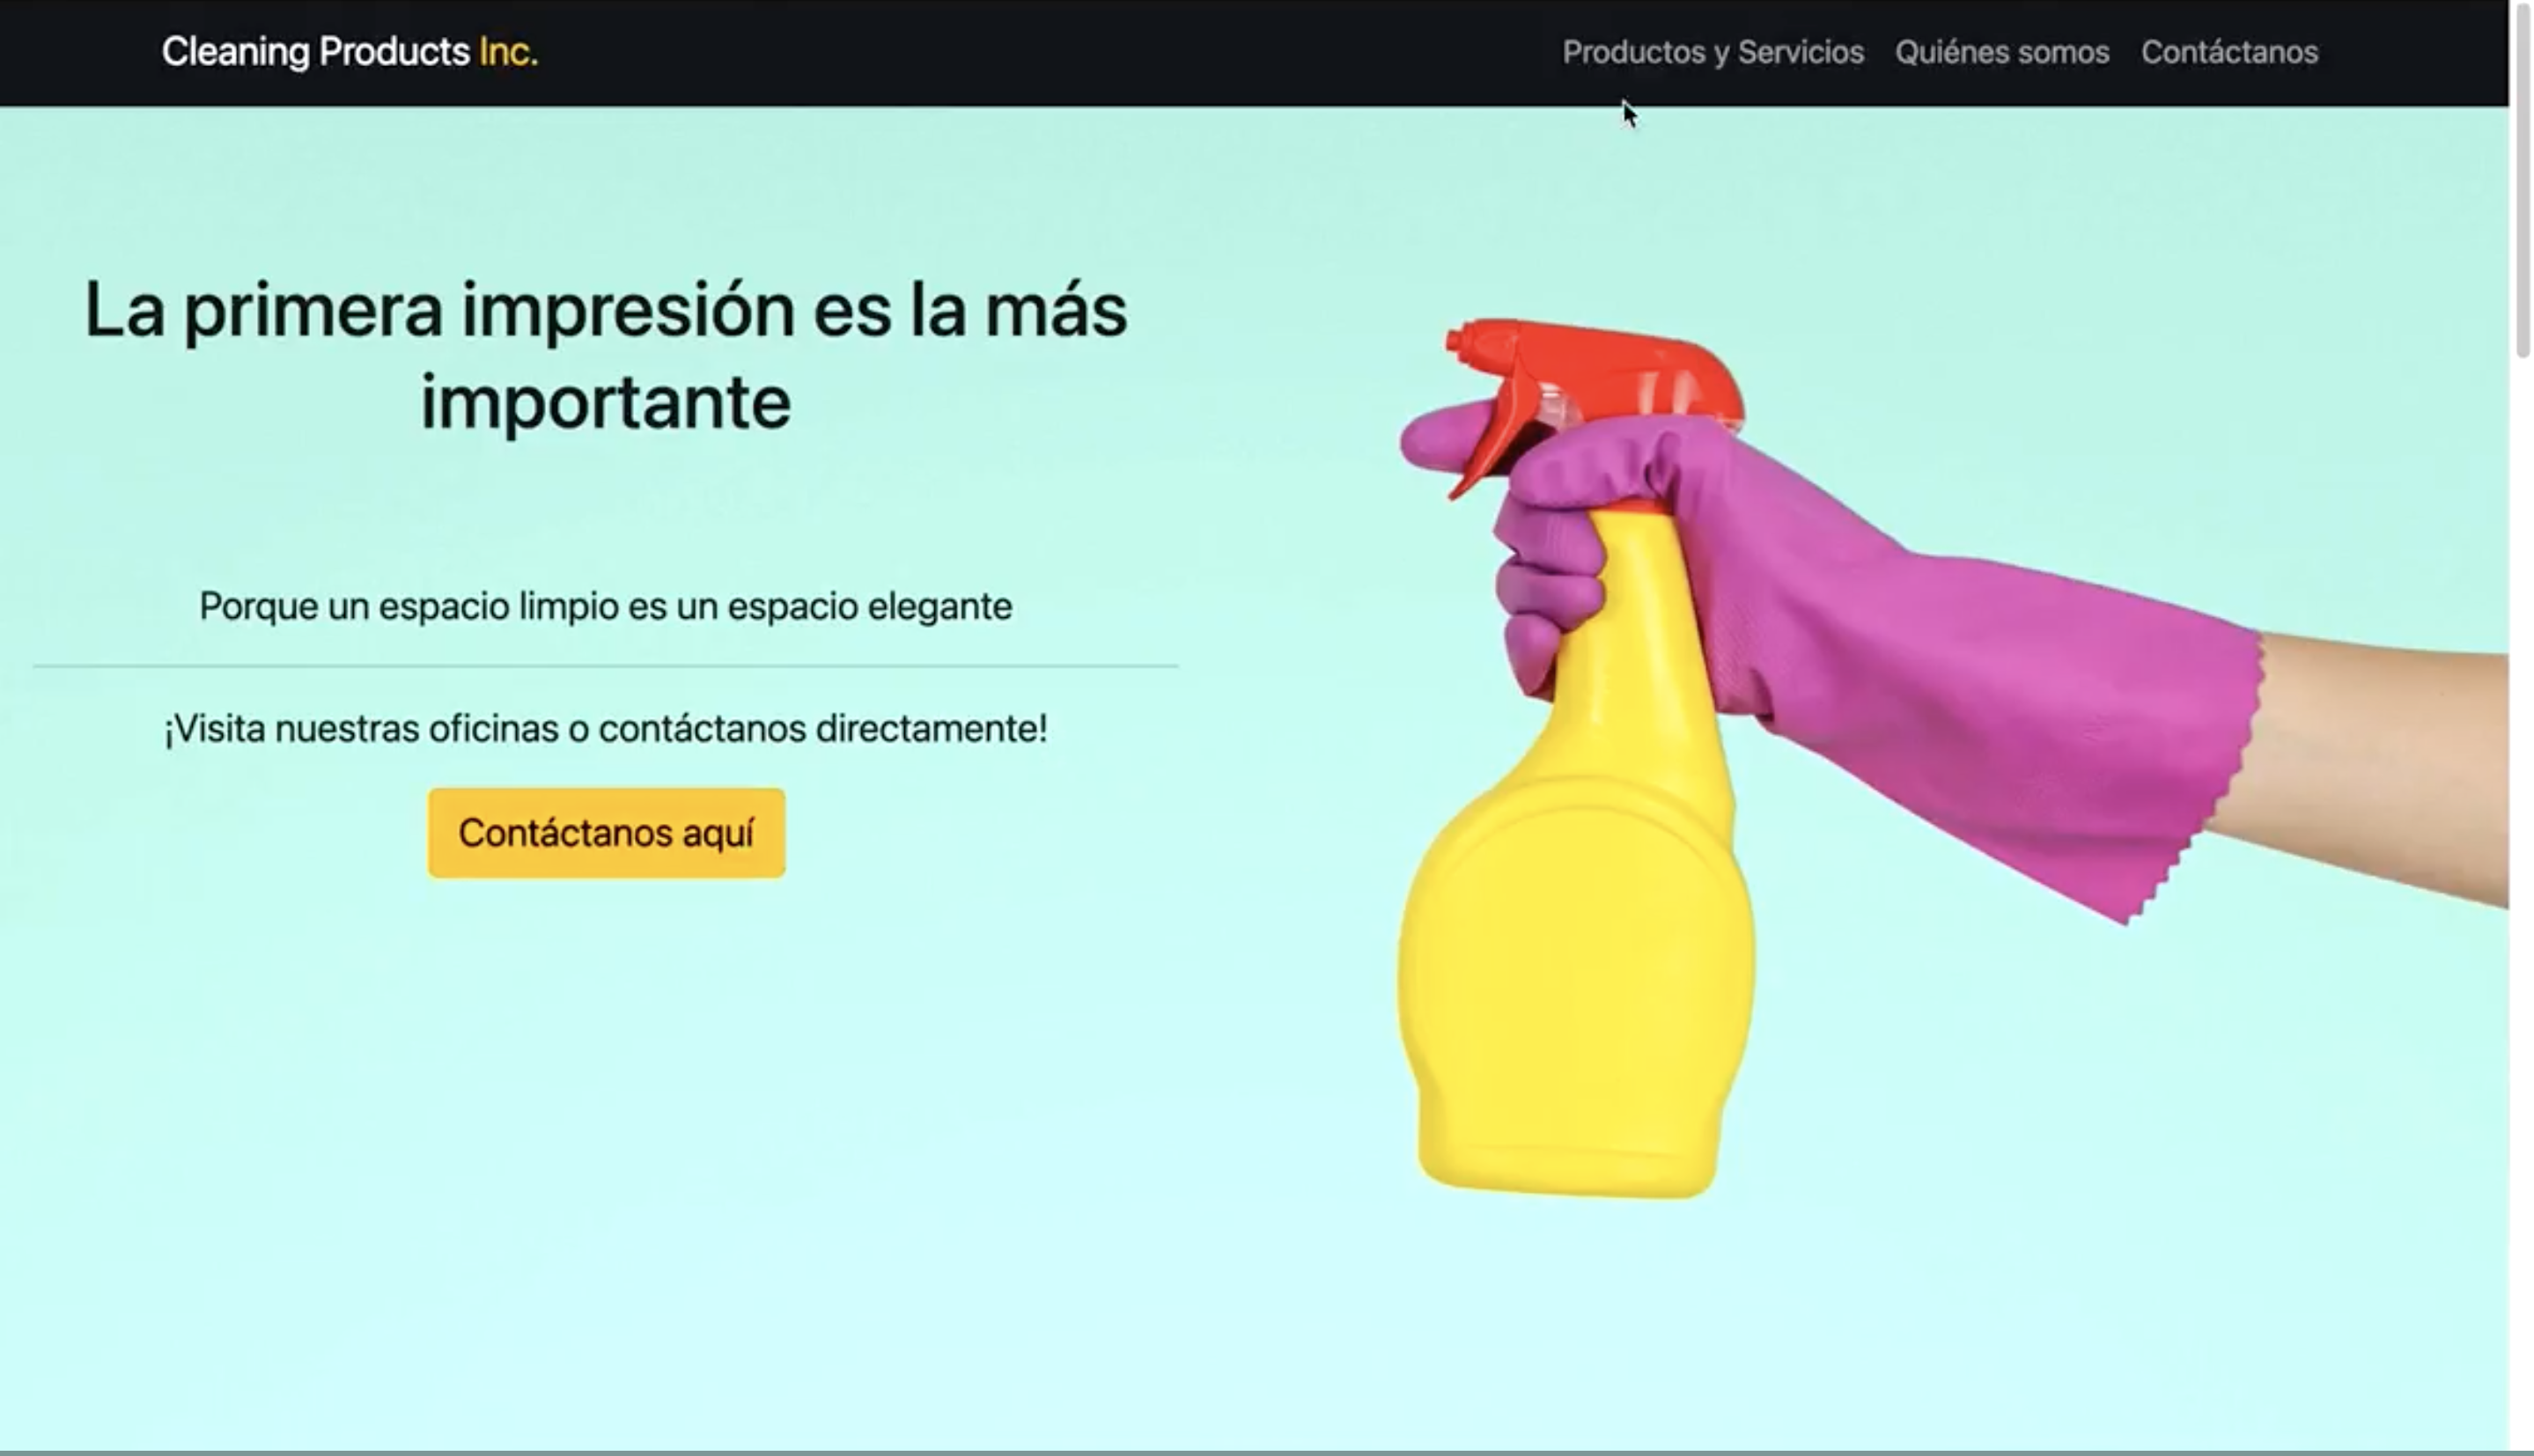 Cleaning Products Inc.
Productos y Servicios Quiénes somos Contáctanos
La primera impresión es la más
importante
Porque un espacio limpio es un espacio elegante
¡Visita nuestras oficinas o contáctanos directamente!
Contáctanos aquí